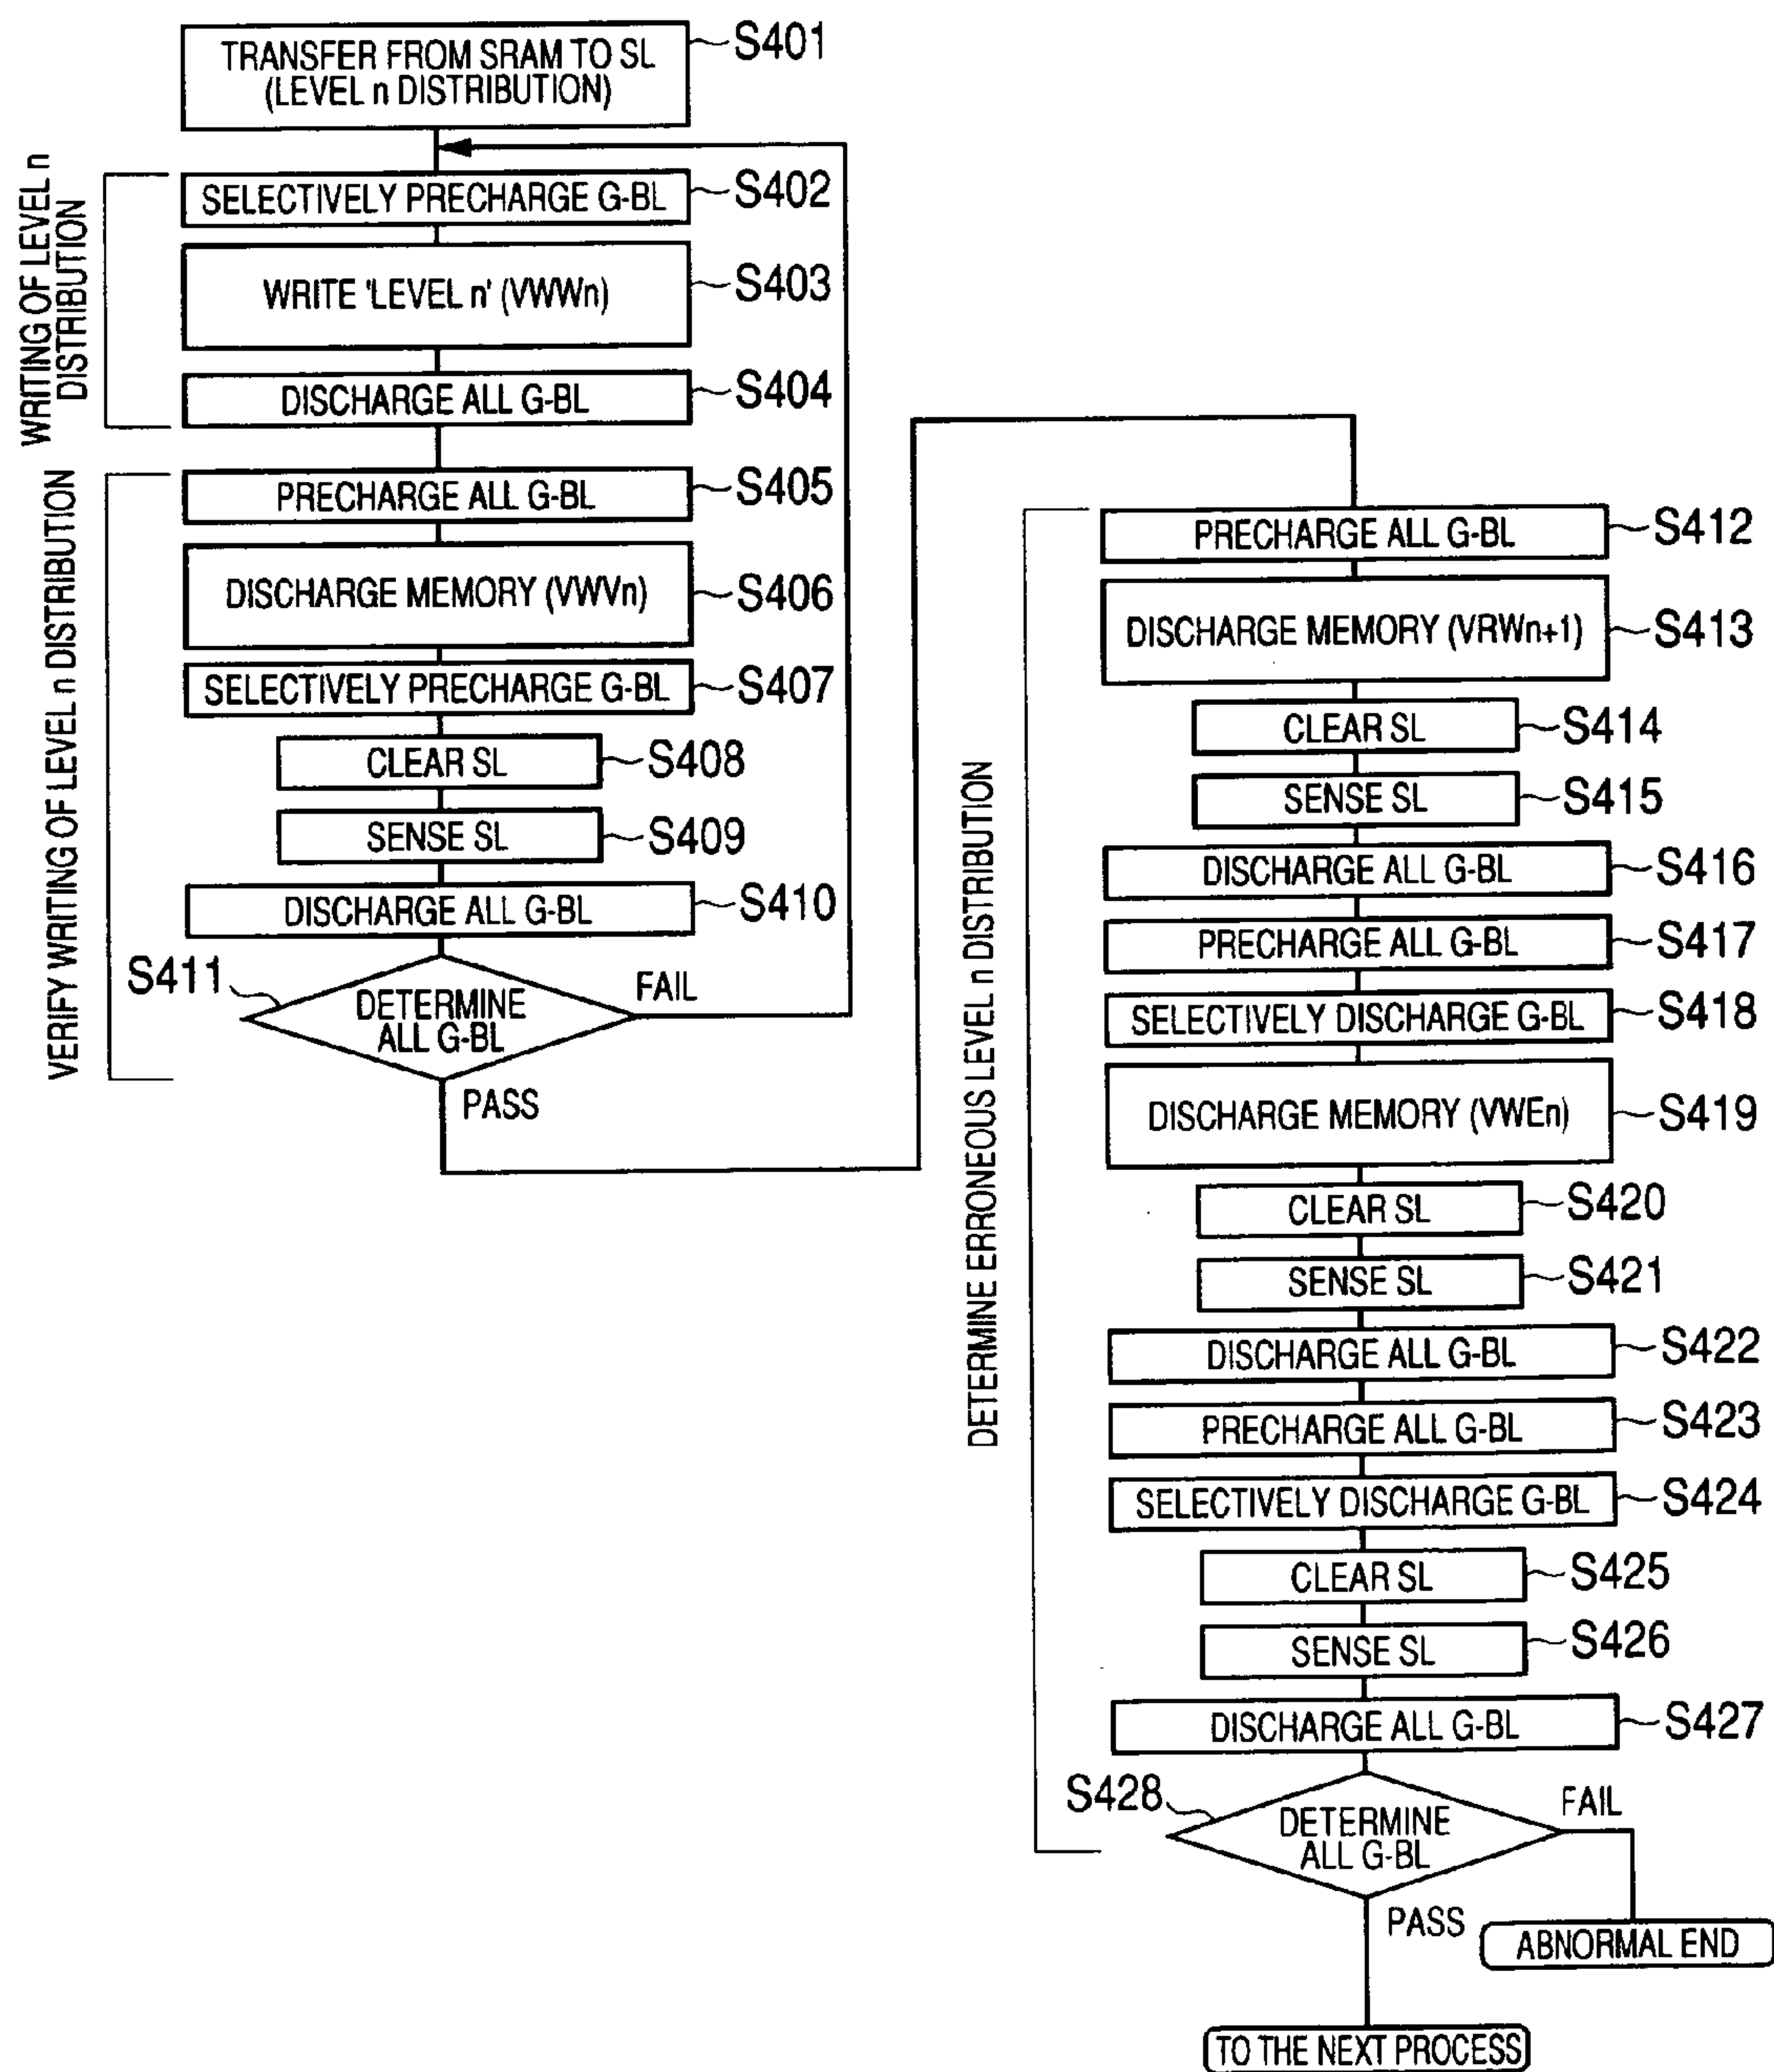 TRANSFER FROM SRAM TO SL
(LEVEL n DISTRIBUTION)
S401
WRITING OF LEVEL n
DISTRIBUTION
SELECTIVELY PRECHARGE G-BL
S402
WRITE 'LEVEL n' (VWWn)
S403
DISCHARGE ALL G-BL
S404
VERIFY WRITING OF LEVEL n DISTRIBUTION
PRECHARGE ALL G-BL
S405
DISCHARGE MEMORY (VWVn)
S406
SELECTIVELY PRECHARGE G-BL
S407
CLEAR SL
S408
SENSE SL
S409
DISCHARGE ALL G-BL
S410
S411
DETERMINE
ALL G-BL
FAIL
PASS
DETERMINE ERRONEOUS LEVEL n DISTRIBUTION
PRECHARGE ALL G-BL
S412
DISCHARGE MEMORY (VRWn+1)
S413
CLEAR SL
S414
SENSE SL
S415
DISCHARGE ALL G-BL
S416
PRECHARGE ALL G-BL
S417
SELECTIVELY DISCHARGE G-BL
S418
DISCHARGE MEMORY (VWEn)
S419
CLEAR SL
S420
SENSE SL
S421
DISCHARGE ALL G-BL
S422
PRECHARGE ALL G-BL
S423
SELECTIVELY DISCHARGE G-BL
S424
CLEAR SL
S425
SENSE SL
S426
DISCHARGE ALL G-BL
S427
S428
DETERMINE
ALL G-BL
FAIL
PASS
ABNORMAL END
TO THE NEXT PROCESS